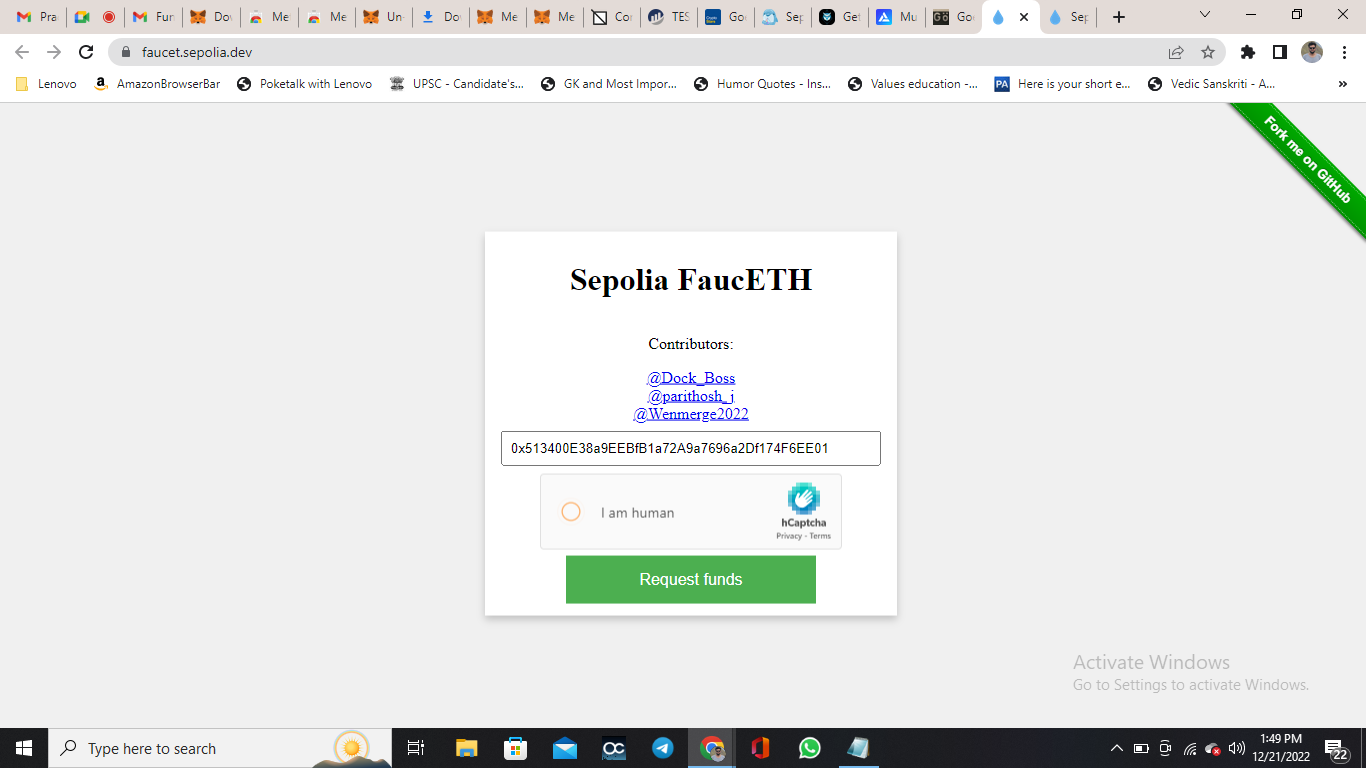 Pra
Fun
Dov
Me
Me
Un
Do
Me
Me
Co
TES
Go
Sep
Get
Mu
Go
Sep
faucet.sepolia.dev
Lenovo
AmazonBrowserBar
Poketalk with Lenovo
UPSC - Candidate's...
GK and Most Impor...
Humor Quotes - Ins...
Values education -...
PA
Here is your short e...
Vedic Sanskriti - A...
»
Fork me on GitHub
Sepolia FaucETH
Contributors:
@Dock_Boss
@parithosh_j
@Wenmerge2022
0x513400E38a9EEBfB1a72A9a7696a2Df174F6EE01
I am human
hCaptcha
Privacy - Terms
Request funds
Activate Windows
Go to Settings to activate Windows.
Type here to search
1:49 PM
12/21/2022
22